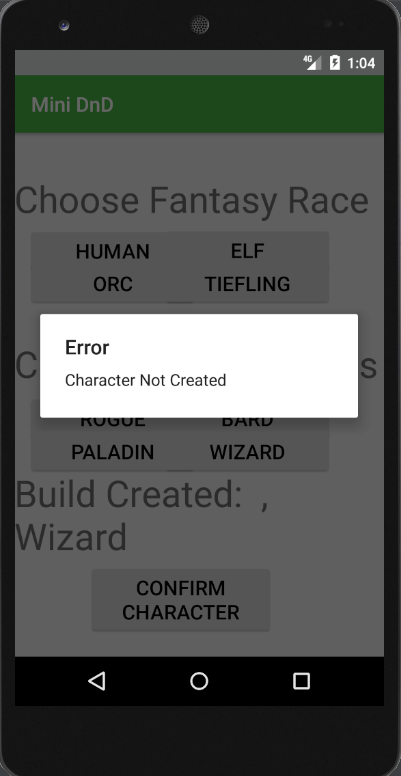 4G 1:04
Mini DnD
Choose Fantasy Race
HUMAN ELF
ORC TIEFLING
Error
C s
Character Not Created
ROGUE BARD
PALADIN WIZARD
Build Created:  ,
Wizard
CONFIRM
CHARACTER